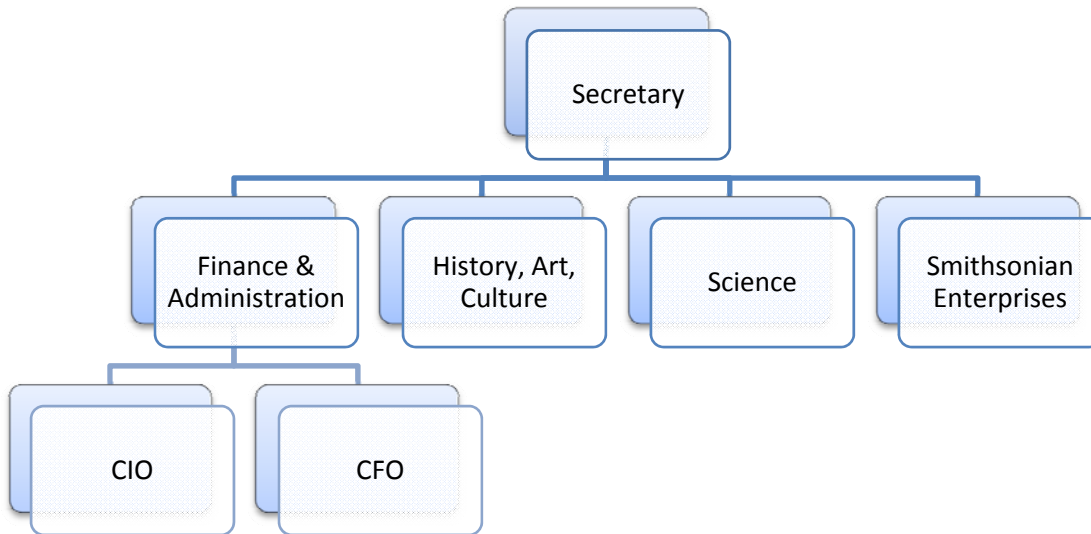 Secretary
Finance &
Administration
History, Art,
Culture
Science
Smithsonian
Enterprises
CIO
CFO